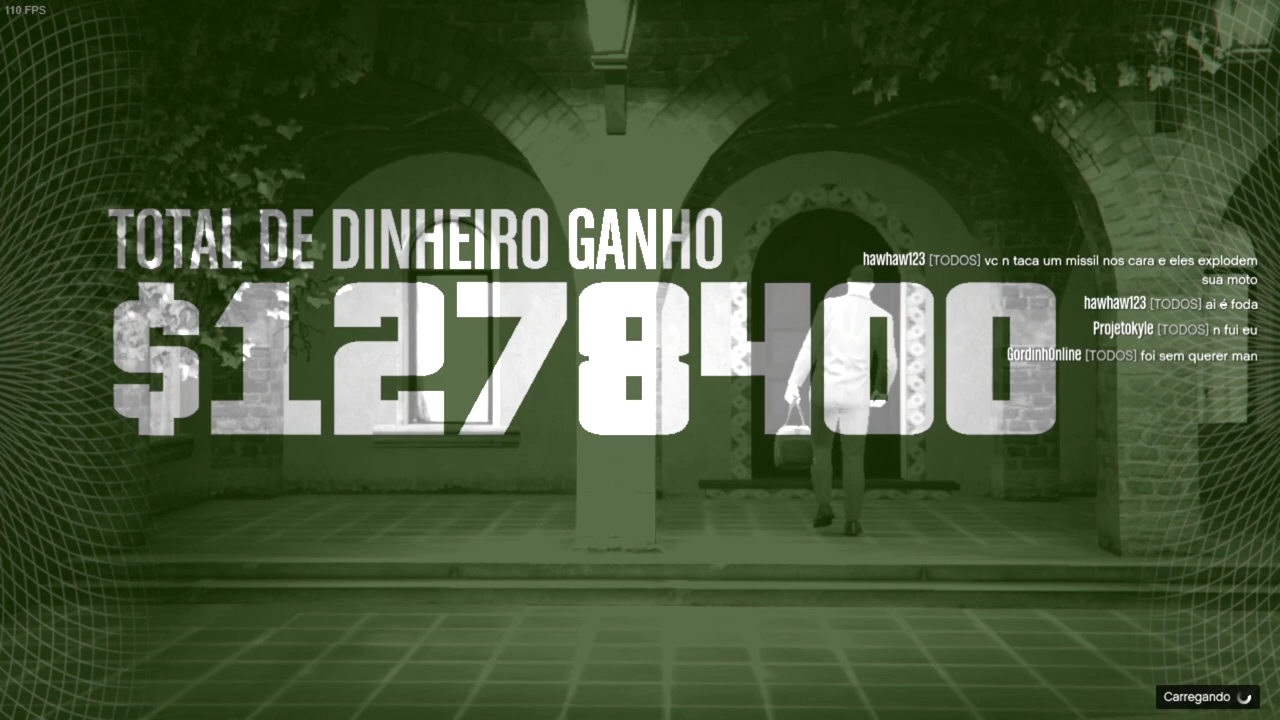 110 FPS
TOTAL DE DINHEIRO GANHO
$1278400
hawhaw123 [TODOS] vc n taca um missil nos cara e eles explodem
sua moto
hawhaw123 [TODOS] ai é foda
Projetokyle [TODOS] n fui eu
Gordinh0nline [TODOS] foi sem querer man
Carregando